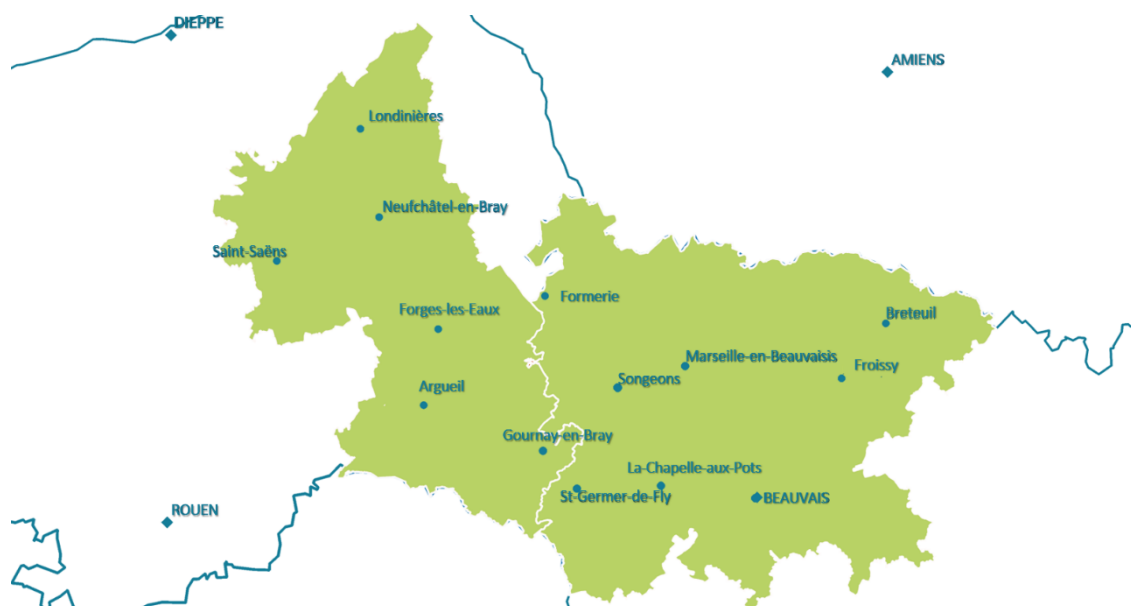 DIEPPE
AMIENS
Londinières
Neufchâtel-en-Bray
Saint-Saëns
Formerie
Forges-les-Eaux
Breteuil
Marseille-en-Beauvaisis
Froissy
Songeons
Argueil
Gournay-en-Bray
La-Chapelle-aux-Pots
St-Germer-de-Fly
BEAUVAIS
ROUEN